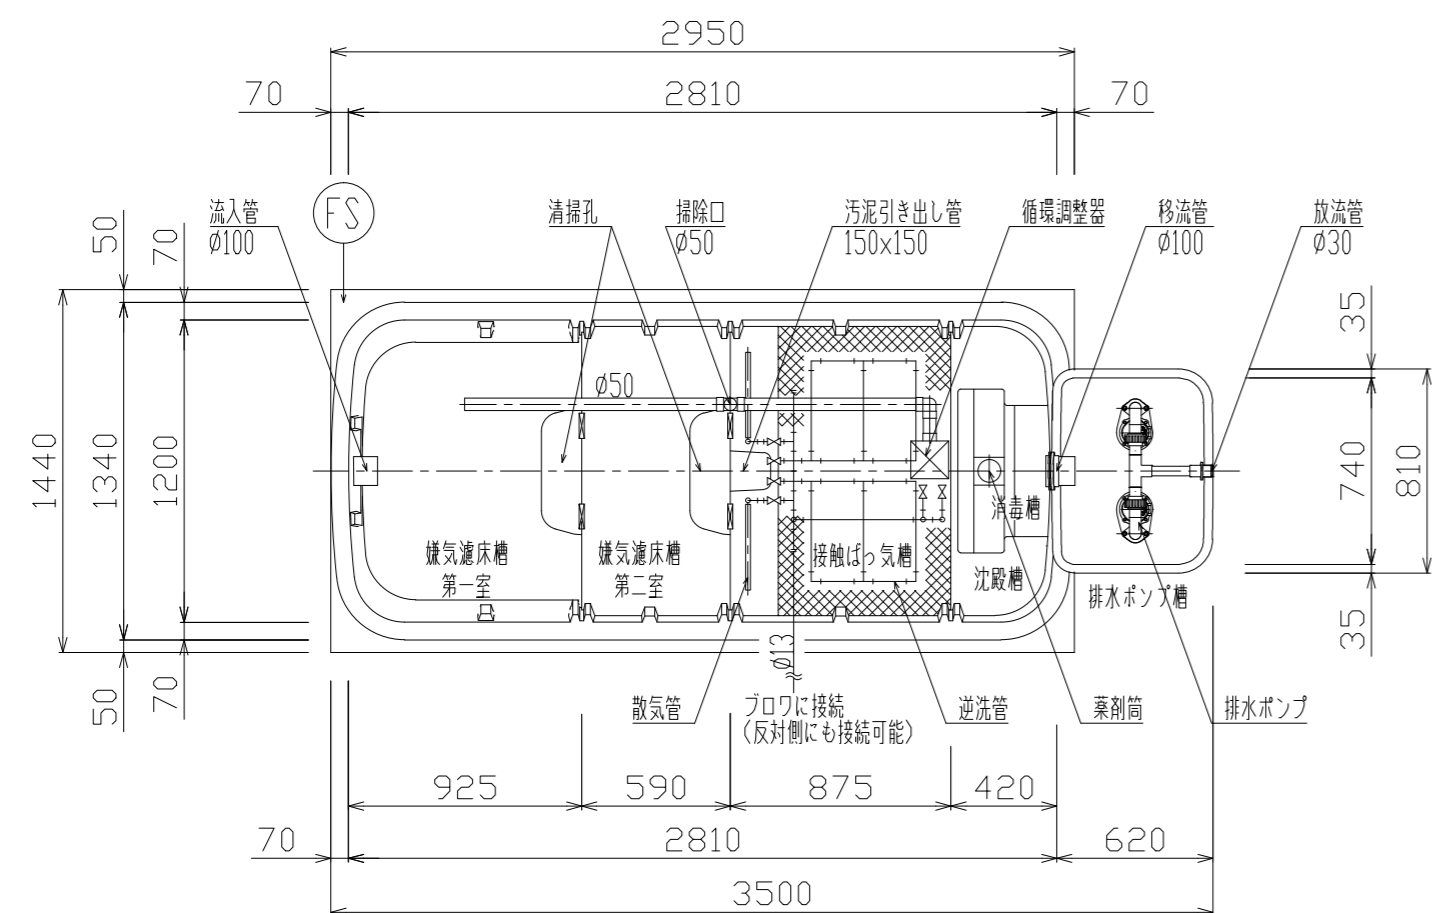 2950
70
2810
70
FS
流入管
Ø100
清掃孔
掃除口
Ø50
汚泥引き出し管
150x150
循環調整器
移流管
Ø100
放流管
Ø30
50
70
1440
1340
1200
70
50
Ø50
嫌気濾床槽
第一室
嫌気濾床槽
第二室
接触ばっ気槽
消毒槽
沈殿槽
排水ポンプ槽
35
740
810
35
Ø13
散気管
ブロワに接続
(反対側にも接続可能)
逆洗管
薬剤筒
排水ポンプ
925
590
875
420
70
2810
620
3500